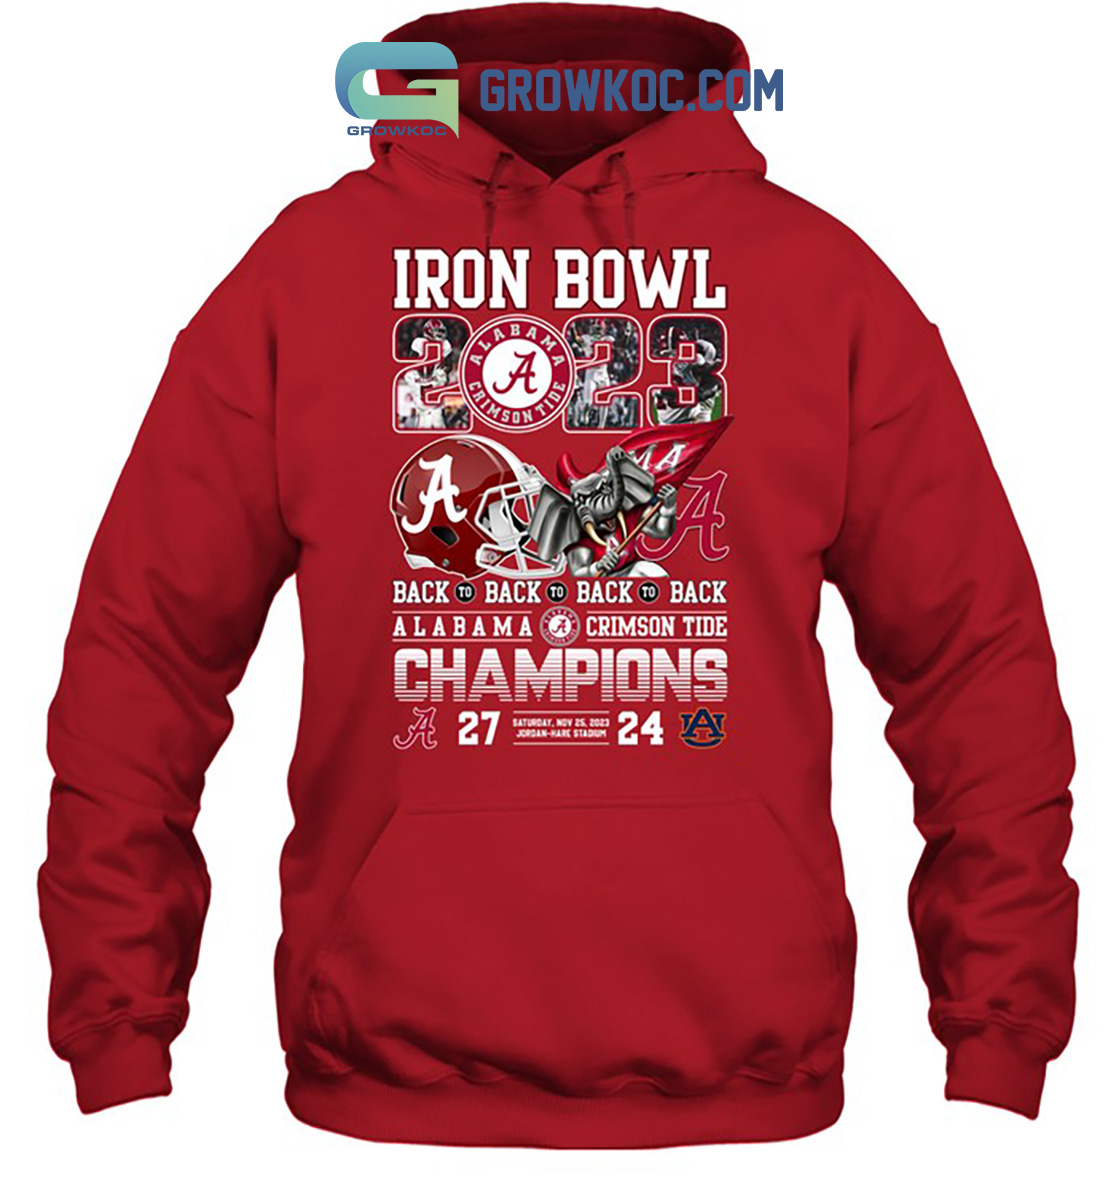 GROWKOC.COM
GROWKOC
IRON BOWL
2023
ALABAMA
A
CRIMSON TIDE
A
MA
A
A
BACK TO BACK TO BACK TO BACK
ALABAMA A CRIMSON TIDE
CHAMPIONS
A 27 SATURDAY, NOV 25, 2023 24 AU
JORDAN-HARE STADIUM